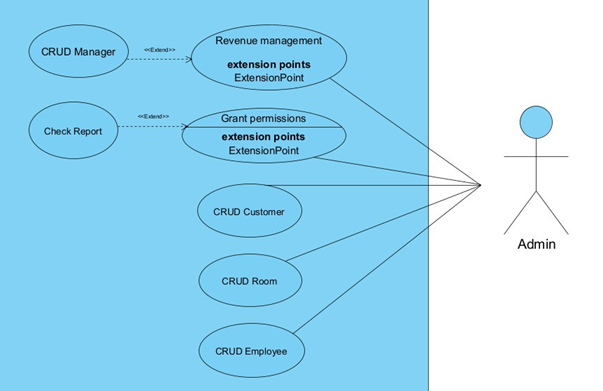 CRUD Manager
<<Extend>>
Revenue management
extension points
ExtensionPoint
Check Report
<<Extend>>
Grant permissions
extension points
ExtensionPoint
CRUD Customer
CRUD Room
CRUD Employee
Admin